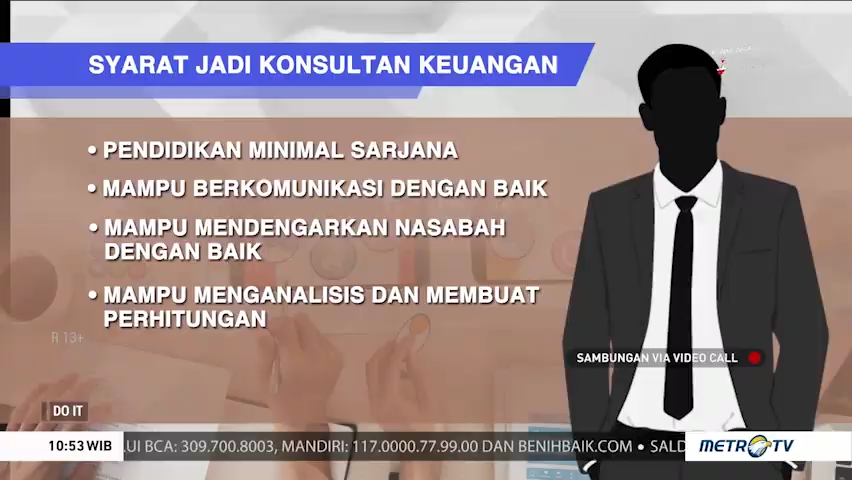 SYARAT JADI KONSULTAN KEUANGAN
• PENDIDIKAN MINIMAL SARJANA
• MAMPU BERKOMUNIKASI DENGAN BAIK
• MAMPU MENDENGARKAN NASABAH
DENGAN BAIK
• MAMPU MENGANALISIS DAN MEMBUAT
PERHITUNGAN
R 13+
SAMBUNGAN VIA VIDEO CALL
DO IT
10:53 WIB
LUI BCA: 309.700.8003, MANDIRI: 117.0000.77.99.00 DAN BENIHBAIK.COM • SALD
METRO TV